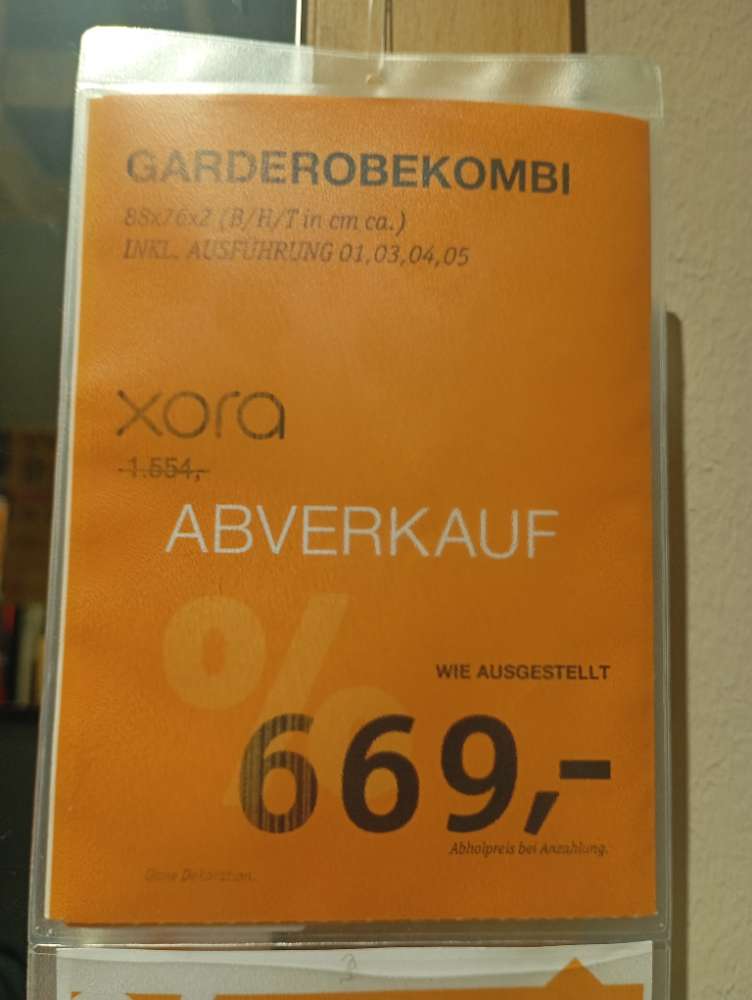 GARDEROBEKOMBI
88x76x2 (B/H/T in cm ca.)
INKL. AUSFÜHRUNG 01,03,04,05
xora
1.554,-
ABVERKAUF
%
WIE AUSGESTELLT
669,-
Abholpreis bei Anzahlung.
Ohne Dekoration.
3